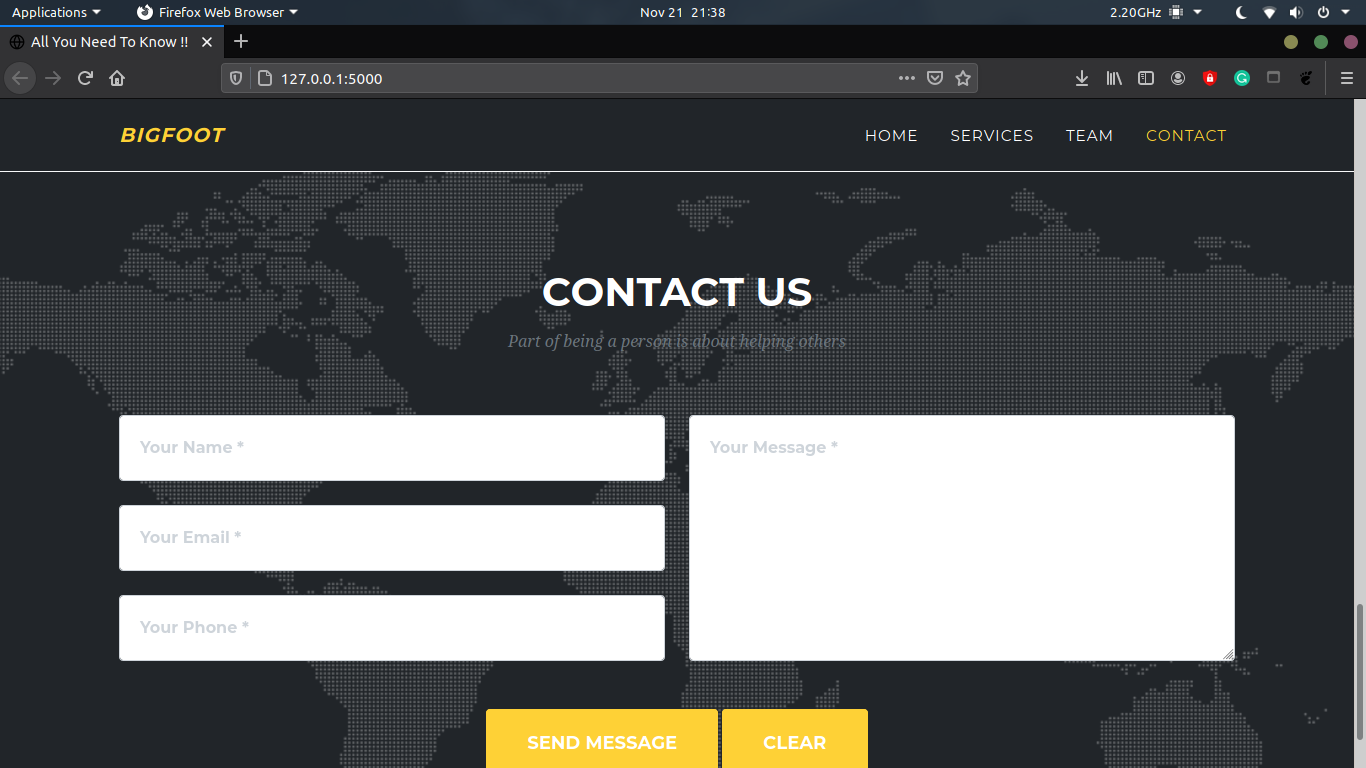 Applications Firefox Web Browser Nov 21 21:38 2.20GHz
All You Need To Know !!
127.0.0.1:5000
BIGFOOT HOME SERVICES TEAM CONTACT
CONTACT US
Part of being a person is about helping others
Your Name *
Your Email *
Your Phone *
Your Message *
SEND MESSAGE CLEAR